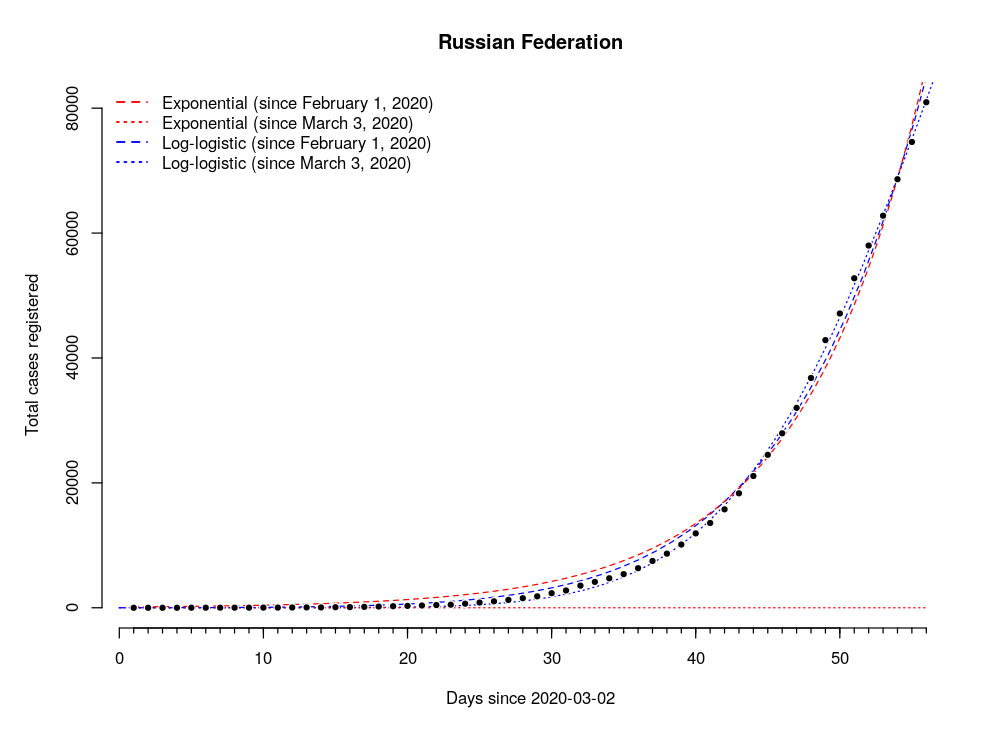 Russian Federation
Exponential (since February 1, 2020)
Exponential (since March 3, 2020)
Log-logistic (since February 1, 2020)
Log-logistic (since March 3, 2020)
Total cases registered
80000
60000
40000
20000
0
0 10 20 30 40 50
Days since 2020-03-02